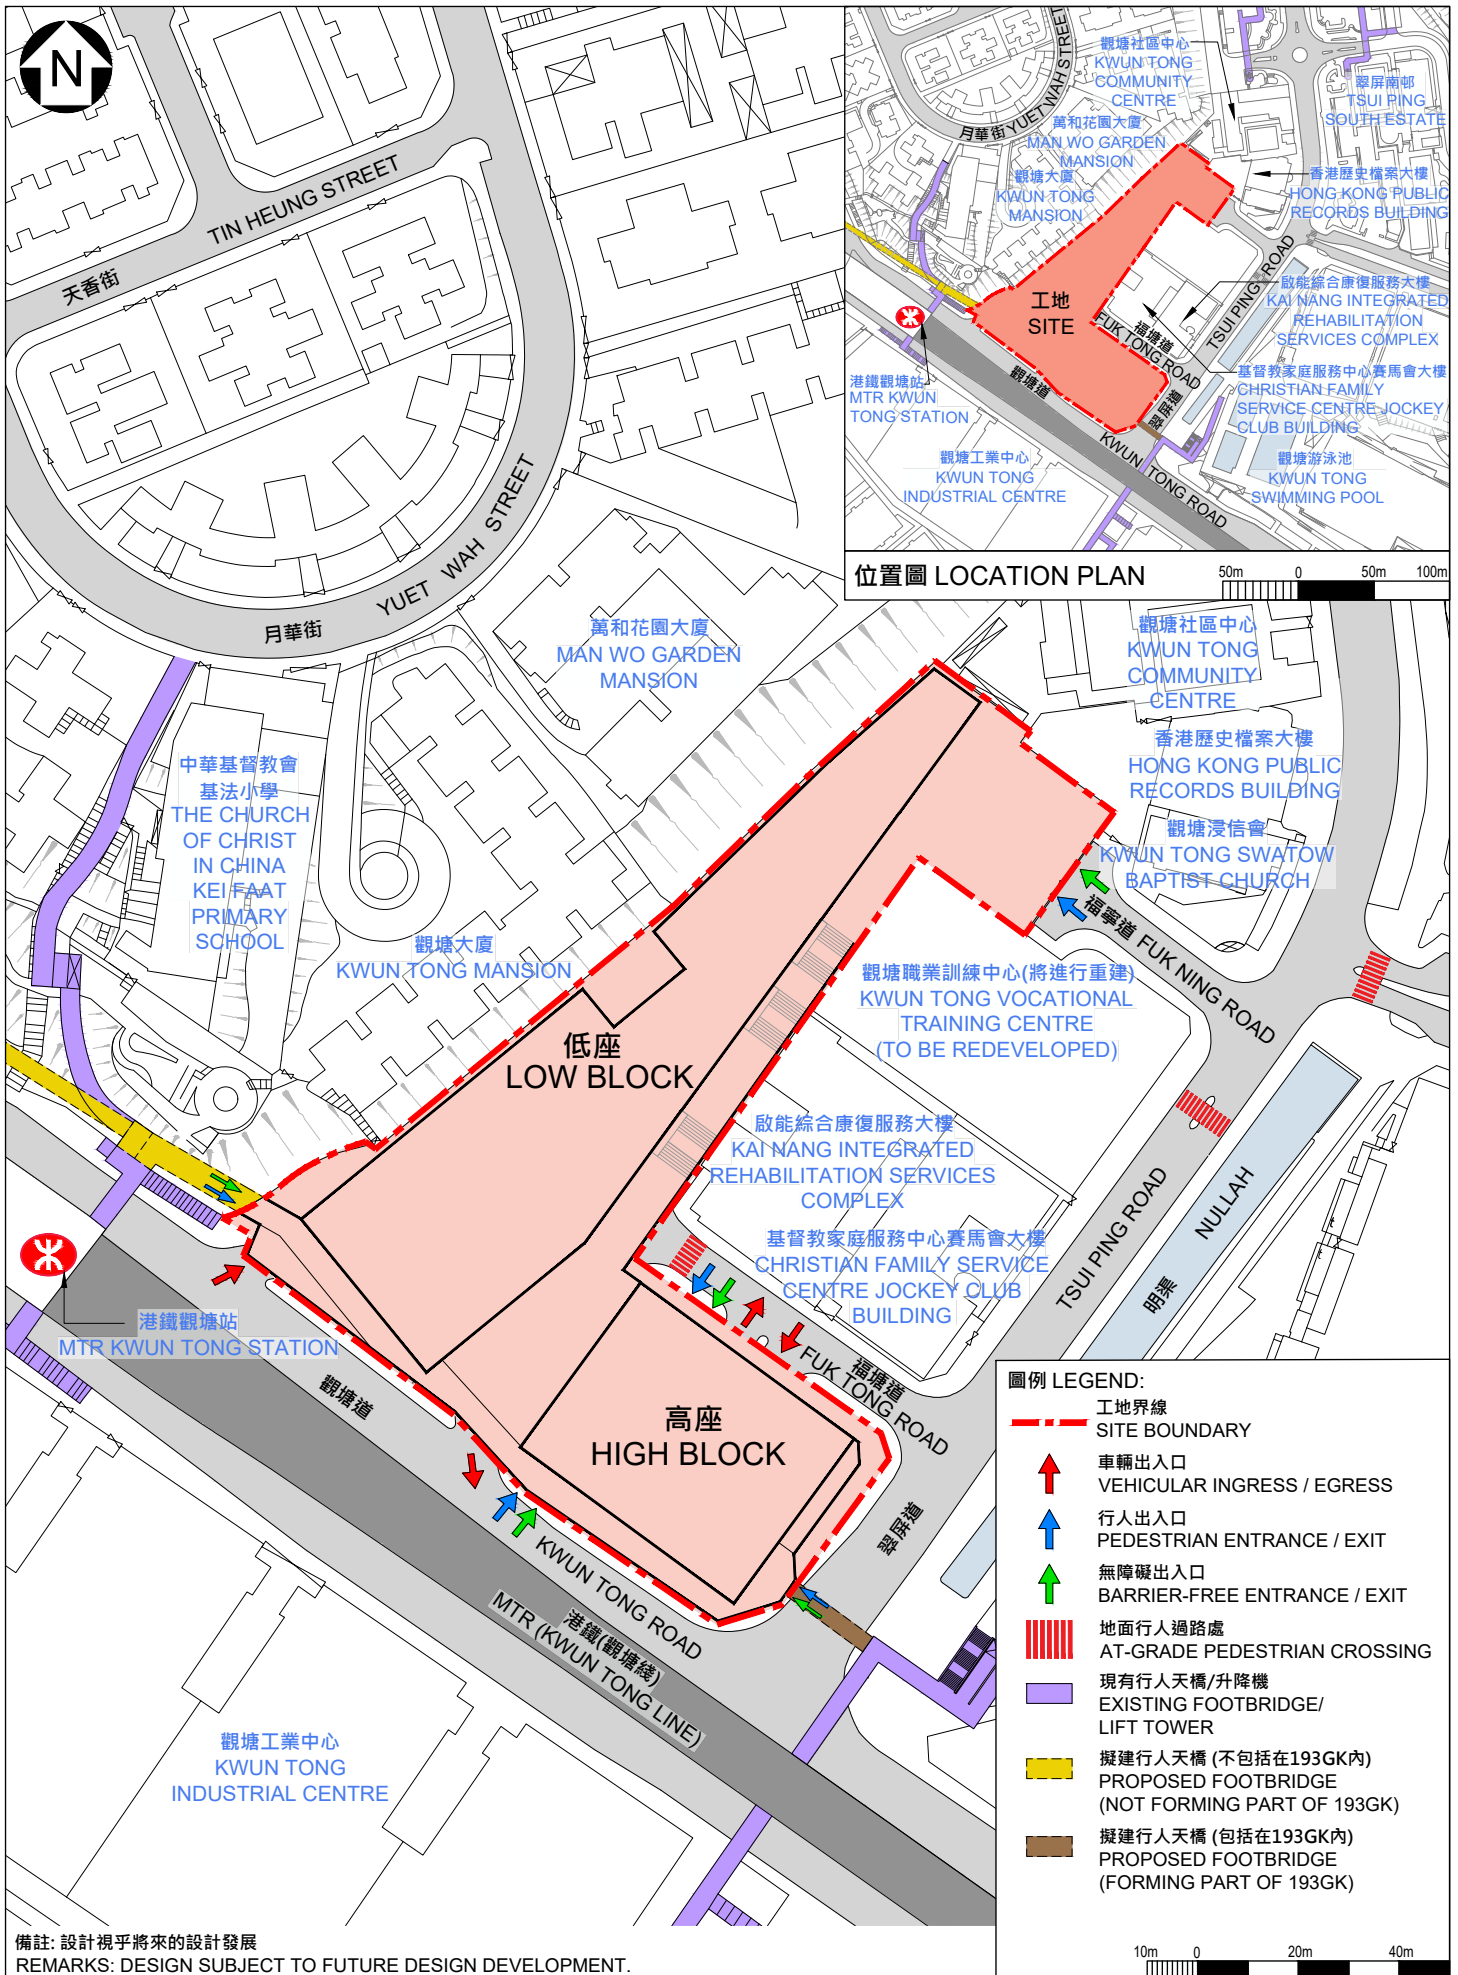 N
TIN HEUNG STREET
天香街
YUET WAH STREET
月華街
觀塘社區中心
KWUN TONG
COMMUNITY
CENTRE
翠屏南邨
TSUI PING
SOUTH ESTATE
月華街 YUET WAH STREET
萬和花園大廈
MAN WO GARDEN
MANSION
觀塘大廈
KWUN TONG
MANSION
香港歷史檔案大樓
HONG KONG PUBLIC
RECORDS BUILDING
工地
SITE
福塘道
FUK TONG ROAD
TSUI PING ROAD
翠屏道
啟能綜合康復服務大樓
KAI NANG INTEGRATED
REHABILITATION
SERVICES COMPLEX
基督教家庭服務中心賽馬會大樓
CHRISTIAN FAMILY
SERVICE CENTRE JOCKEY
CLUB BUILDING
港鐵觀塘站
MTR KWUN
TONG STATION
觀塘道
KWUN TONG ROAD
觀塘工業中心
KWUN TONG
INDUSTRIAL CENTRE
觀塘游泳池
KWUN TONG
SWIMMING POOL
位置圖 LOCATION PLAN
50m 0 50m 100m
萬和花園大廈
MAN WO GARDEN
MANSION
觀塘社區中心
KWUN TONG
COMMUNITY
CENTRE
香港歷史檔案大樓
HONG KONG PUBLIC
RECORDS BUILDING
觀塘浸信會
KWUN TONG SWATOW
BAPTIST CHURCH
中華基督教會
基法小學
THE CHURCH
OF CHRIST
IN CHINA
KEI FAAT
PRIMARY
SCHOOL
觀塘大廈
KWUN TONG MANSION
福寧道 FUK NING ROAD
觀塘職業訓練中心(將進行重建)
KWUN TONG VOCATIONAL
TRAINING CENTRE
(TO BE REDEVELOPED)
低座
LOW BLOCK
啟能綜合康復服務大樓
KAI NANG INTEGRATED
REHABILITATION SERVICES
COMPLEX
基督教家庭服務中心賽馬會大樓
CHRISTIAN FAMILY SERVICE
CENTRE JOCKEY CLUB
BUILDING
TSUI PING ROAD
翠屏道
NULLAH
明渠
港鐵觀塘站
MTR KWUN TONG STATION
福塘道
FUK TONG ROAD
高座
HIGH BLOCK
觀塘道
KWUN TONG ROAD
港鐵(觀塘綫)
MTR (KWUN TONG LINE)
觀塘工業中心
KWUN TONG
INDUSTRIAL CENTRE
圖例 LEGEND:
工地界線
SITE BOUNDARY
車輛出入口
VEHICULAR INGRESS / EGRESS
行人出入口
PEDESTRIAN ENTRANCE / EXIT
無障礙出入口
BARRIER-FREE ENTRANCE / EXIT
地面行人過路處
AT-GRADE PEDESTRIAN CROSSING
現有行人天橋/升降機
EXISTING FOOTBRIDGE/
LIFT TOWER
擬建行人天橋 (不包括在193GK內)
PROPOSED FOOTBRIDGE
(NOT FORMING PART OF 193GK)
擬建行人天橋 (包括在193GK內)
PROPOSED FOOTBRIDGE
(FORMING PART OF 193GK)
10m 0 20m 40m
備註: 設計視乎將來的設計發展
REMARKS: DESIGN SUBJECT TO FUTURE DESIGN DEVELOPMENT.